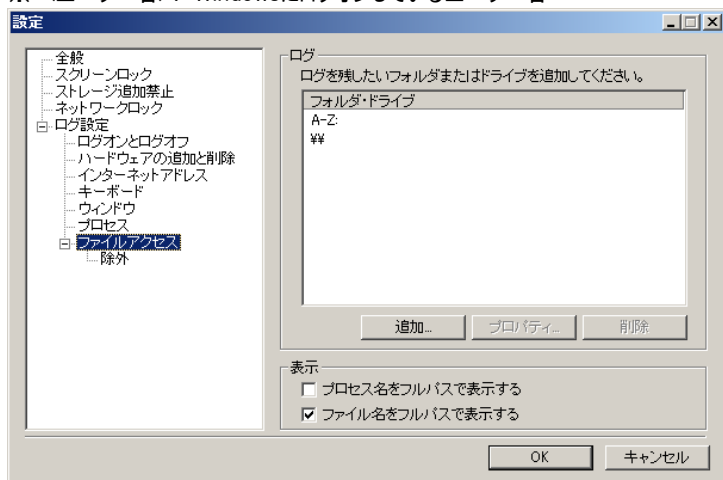 設定
全般
スクリーンロック
ストレージ追加禁止
ネットワークロック
ログ設定
ログオンとログオフ
ハードウェアの追加と削除
インターネットアドレス
キーボード
ウィンドウ
プロセス
ファイルアクセス
除外
ログ
ログを残したいフォルダまたはドライブを追加してください。
フォルダ・ドライブ
A-Z:
¥¥
追加...
プロパティ...
削除
表示
プロセス名をフルパスで表示する
ファイル名をフルパスで表示する
OK
キャンセル